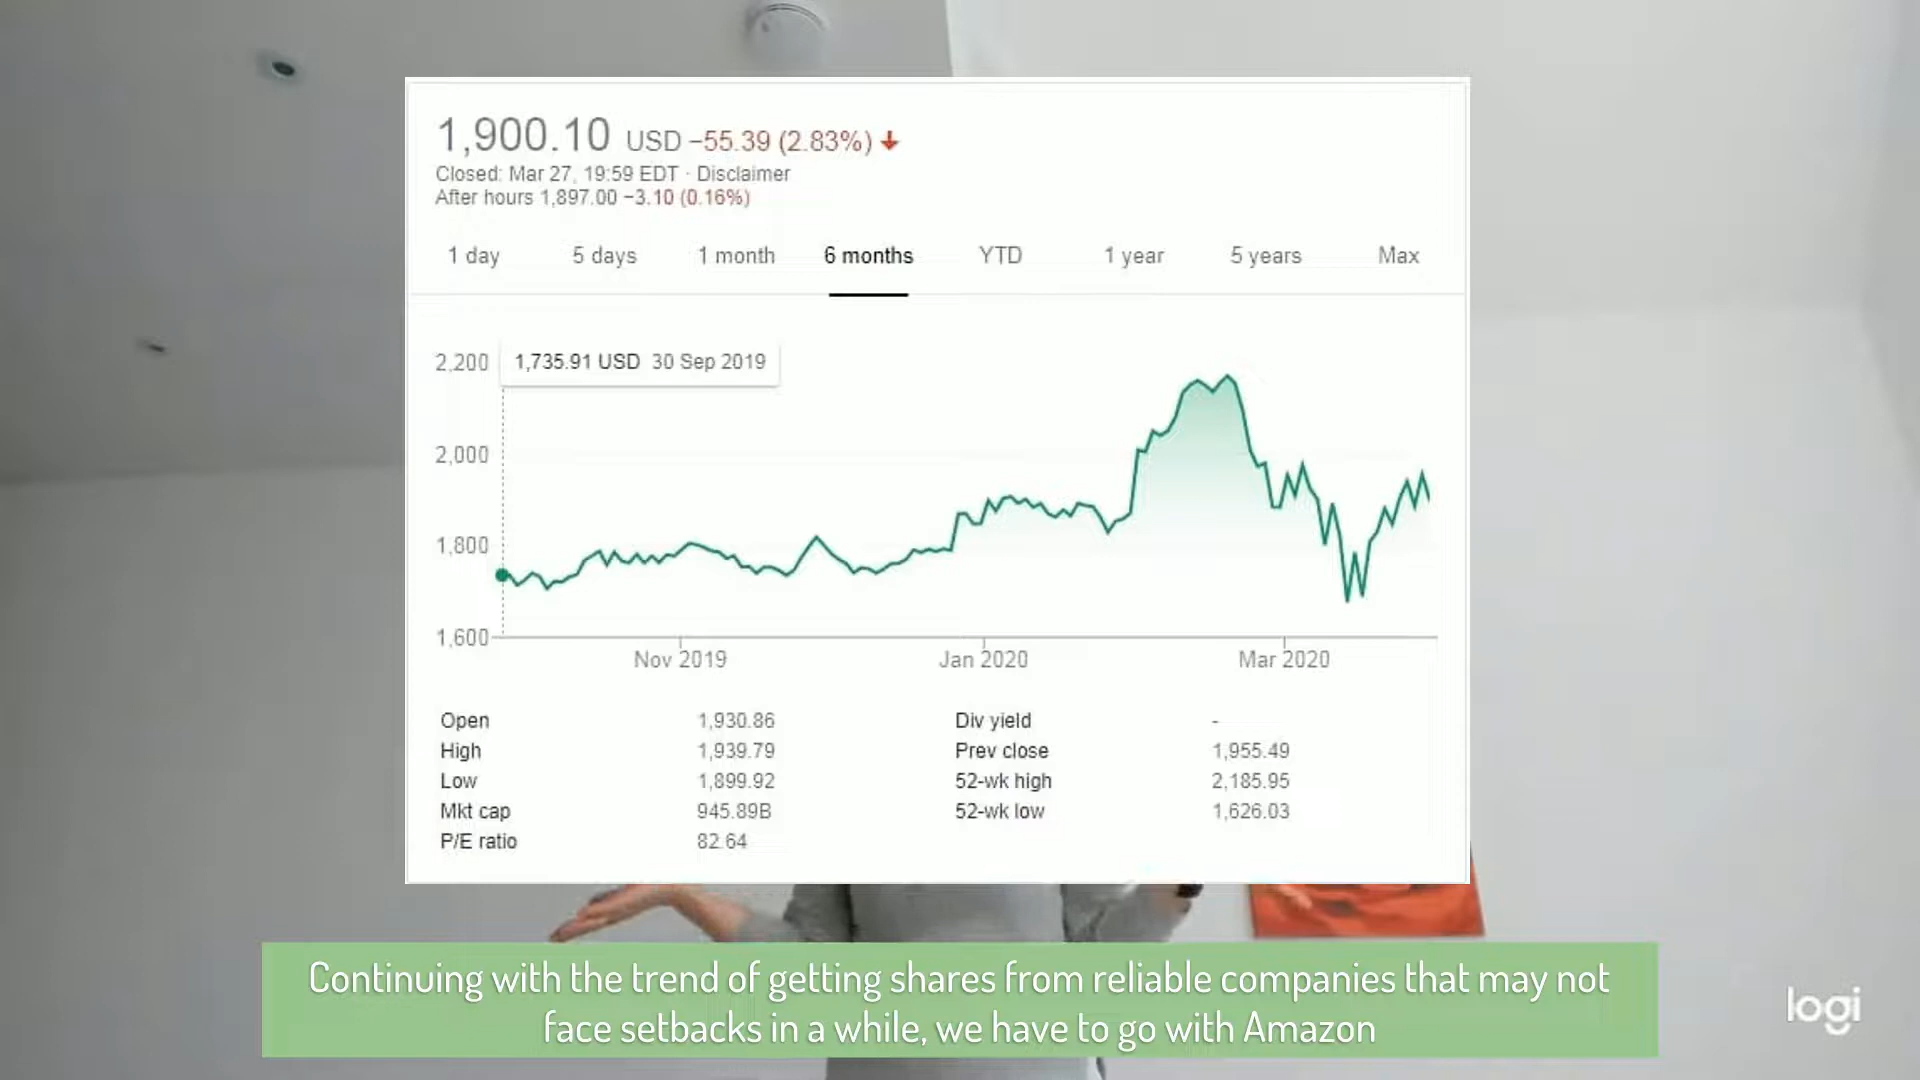 1,900.10 USD −55.39 (2.83%)
Closed: Mar 27, 19:59 EDT · Disclaimer
After hours 1,897.00 −3.10 (0.16%)
1 day 5 days 1 month 6 months YTD 1 year 5 years Max
1,735.91 USD 30 Sep 2019
2,200
2,000
1,800
1,600
Nov 2019 Jan 2020 Mar 2020
Open 1,930.86 Div yield -
High 1,939.79 Prev close 1,955.49
Low 1,899.92 52-wk high 2,185.95
Mkt cap 945.89B 52-wk low 1,626.03
P/E ratio 82.64
Continuing with the trend of getting shares from reliable companies that may not
face setbacks in a while, we have to go with Amazon
logi